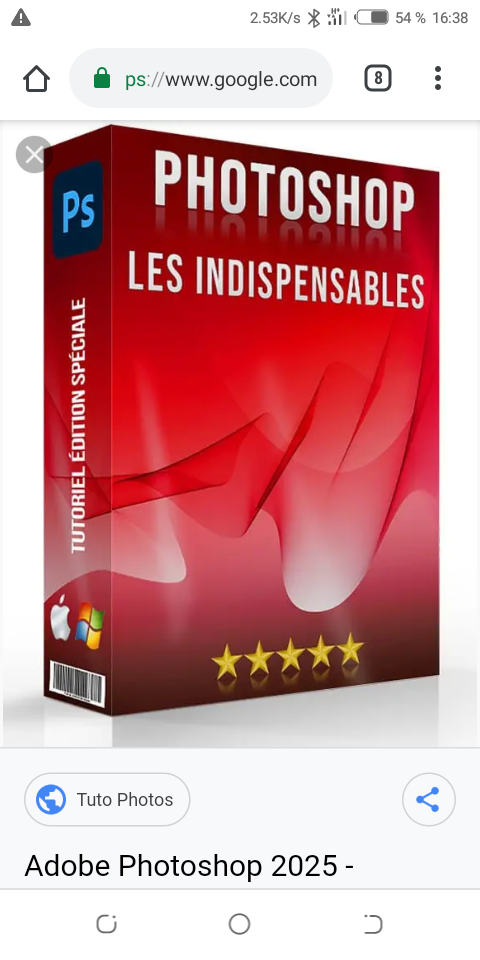 2.53K/s 54 % 16:38
ps://www.google.com 8
Ps
PHOTOSHOP
LES INDISPENSABLES
TUTORIEL ÉDITION SPÉCIALE
Tuto Photos
Adobe Photoshop 2025 -